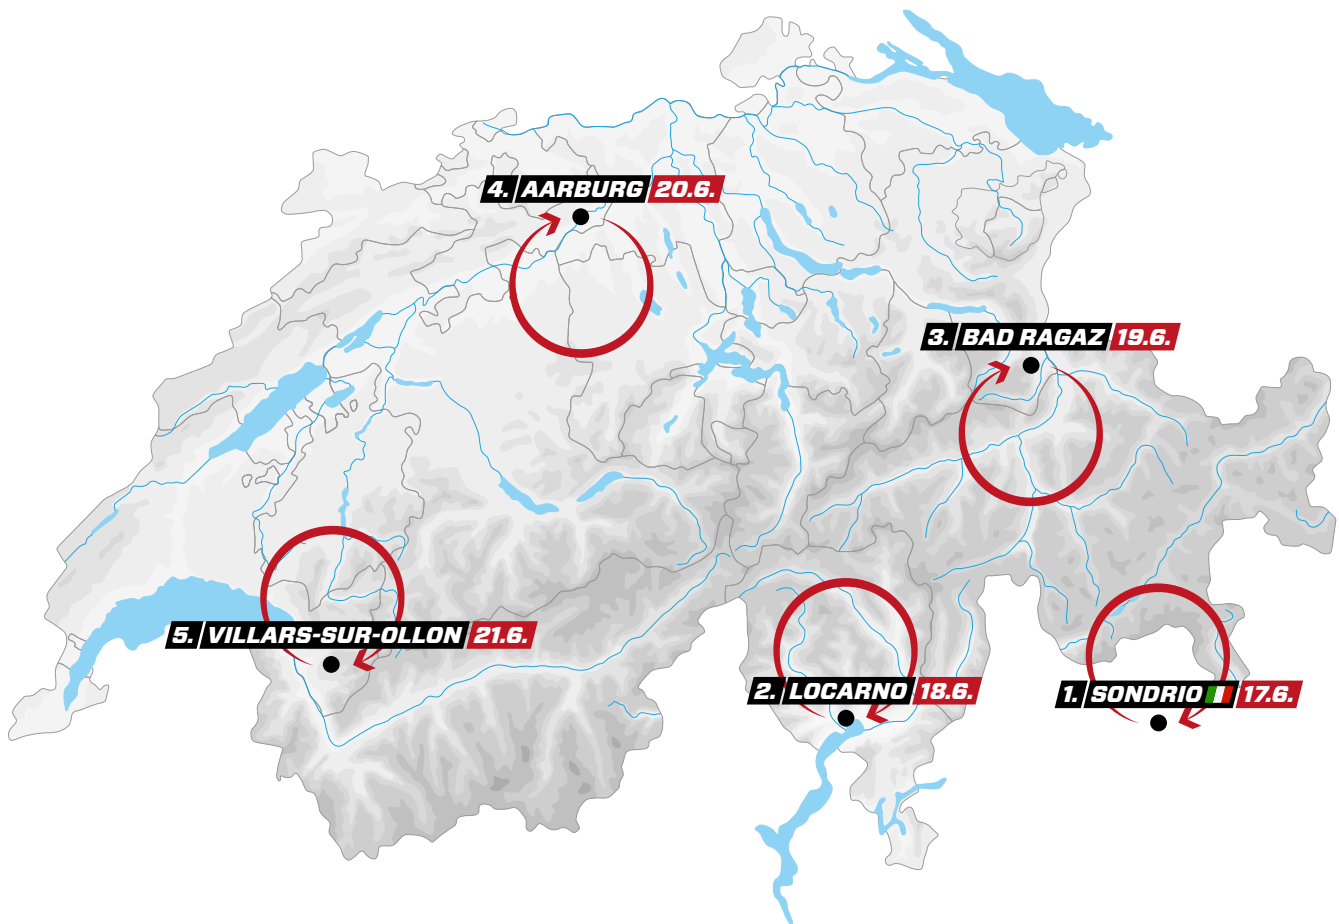 4. AARBURG 20.6.
3. BAD RAGAZ 19.6.
5. VILLARS-SUR-OLLON 21.6.
2. LOCARNO 18.6.
1. SONDRIO 17.6.